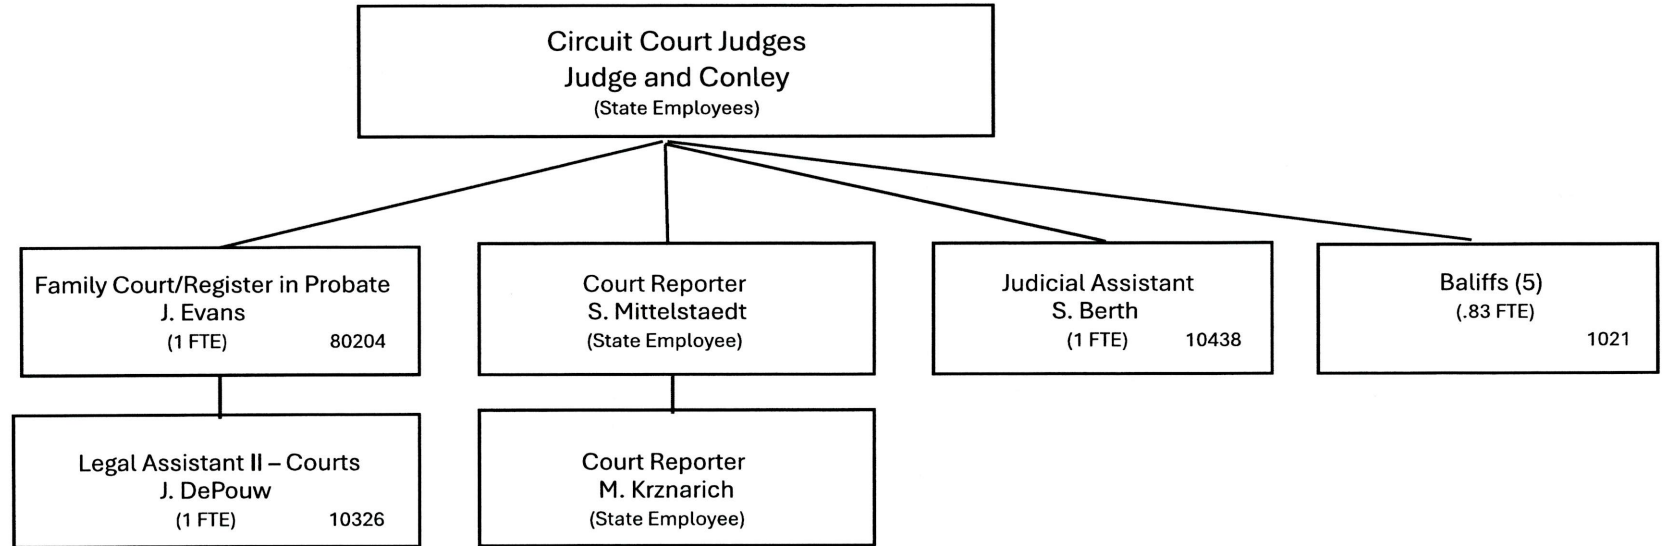 Circuit Court Judges
Judge and Conley
(State Employees)
Family Court/Register in Probate
J. Evans
(1 FTE) 80204
Court Reporter
S. Mittelstaedt
(State Employee)
Judicial Assistant
S. Berth
(1 FTE) 10438
Baliffs (5)
(.83 FTE)
1021
Legal Assistant II – Courts
J. DePouw
(1 FTE) 10326
Court Reporter
M. Krznarich
(State Employee)